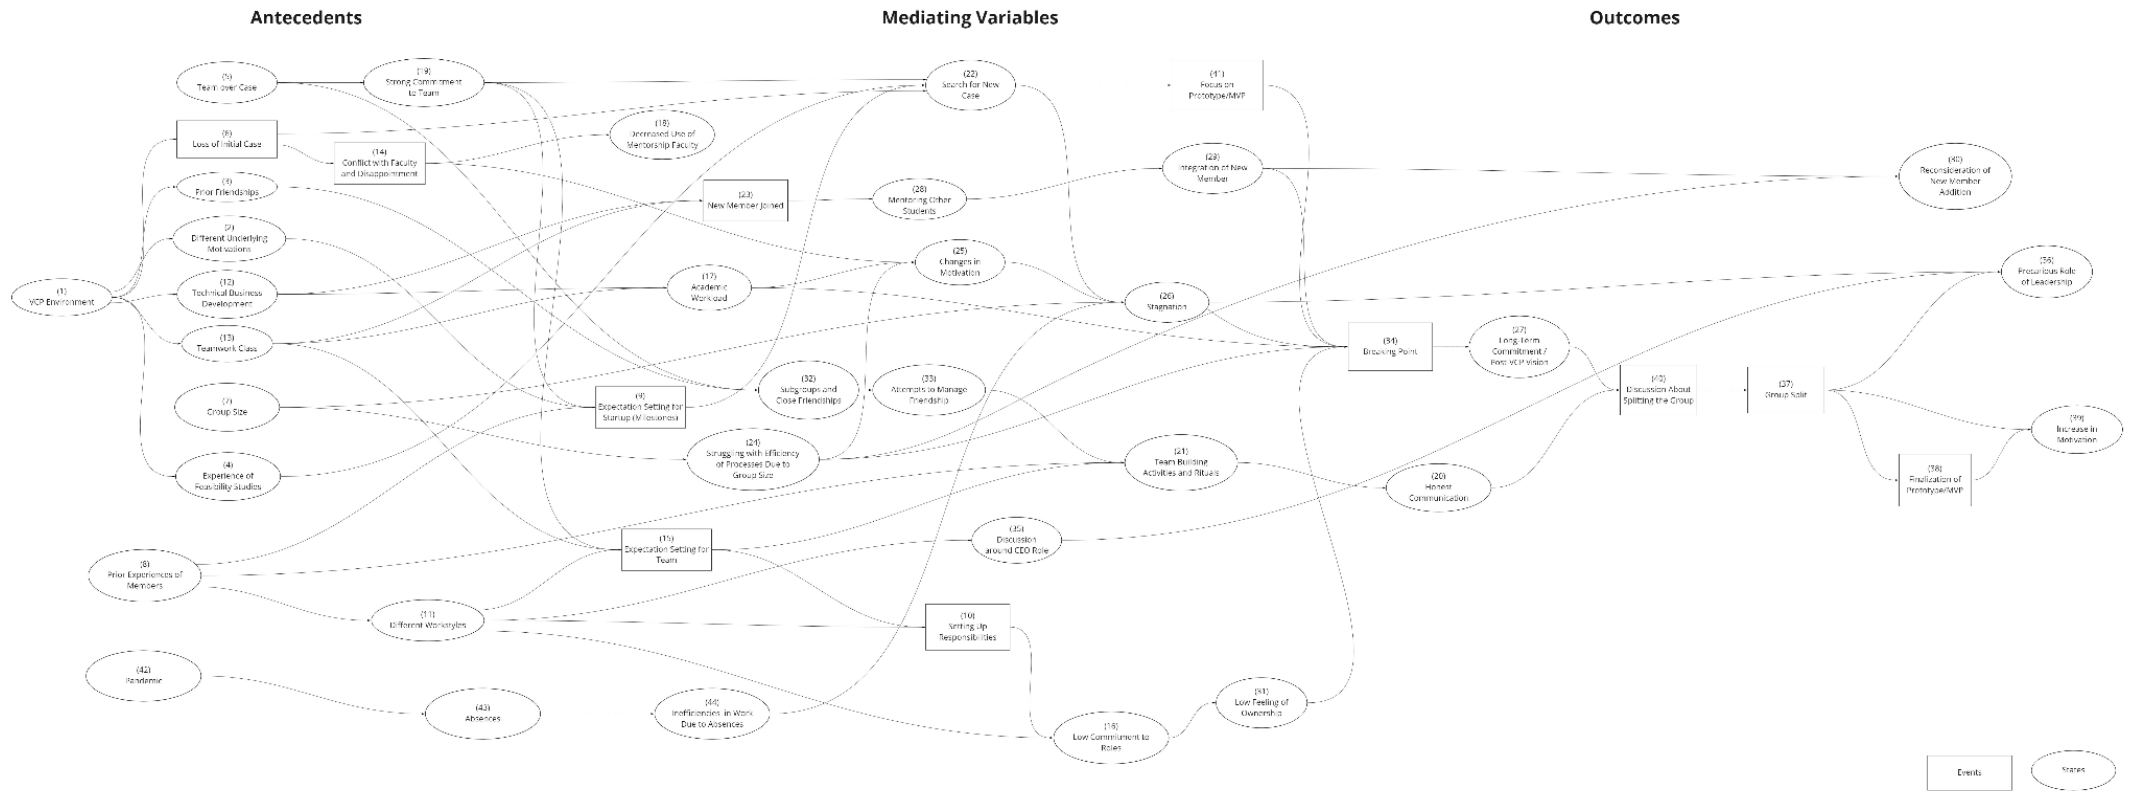 Antecedents
Mediating Variables
Outcomes
(5)
Team over Case
(19)
Strong Commitment
to Team
(22)
Search for New
Case
(41)
Focus on
Prototype/MVP
(6)
Loss of Initial Case
(14)
Conflict with Faculty
and Disappointment
(18)
Decreased Use of
Mentorship Faculty
(29)
Integration of New
Member
(30)
Reconsideration of
New Member
Addition
Prior Friendships
(23)
New Member Joined
(28)
Mentoring Other
Students
(2)
Different Underlying
Motivations
(25)
Changes in
Motivation
(36)
Precarious Role
of Leadership
(1)
VCP Environment
(12)
Technical Business
Development
(17)
Academic
Workload
(26)
Stagnation
(13)
Teamwork Class
(34)
Breaking Point
(27)
Long-Term
Commitment /
Post-VCP Vision
(7)
Group Size
(9)
Expectation Setting for
Startup (Milestones)
(32)
Subgroups and
Close Friendships
(33)
Attempts to Manage
Friendship
(40)
Discussion About
Splitting the Group
(37)
Group Split
(39)
Increase in
Motivation
(24)
Struggling with Efficiency
of Processes Due to
Group Size
(4)
Experience of
Feasibility Studies
(21)
Team Building
Activities and Rituals
(20)
Honest
Communication
(38)
Finalization of
Prototype/MVP
(15)
Expectation Setting for
Team
(35)
Discussion
around CEO Role
(8)
Prior Experiences of
Members
(11)
Different Workstyles
(10)
Setting Up
Responsibilities
(42)
Pandemic
(43)
Absences
(44)
Inefficiencies in Work
Due to Absences
(16)
Low Commitment to
Roles
(31)
Low Feeling of
Ownership
Events
States